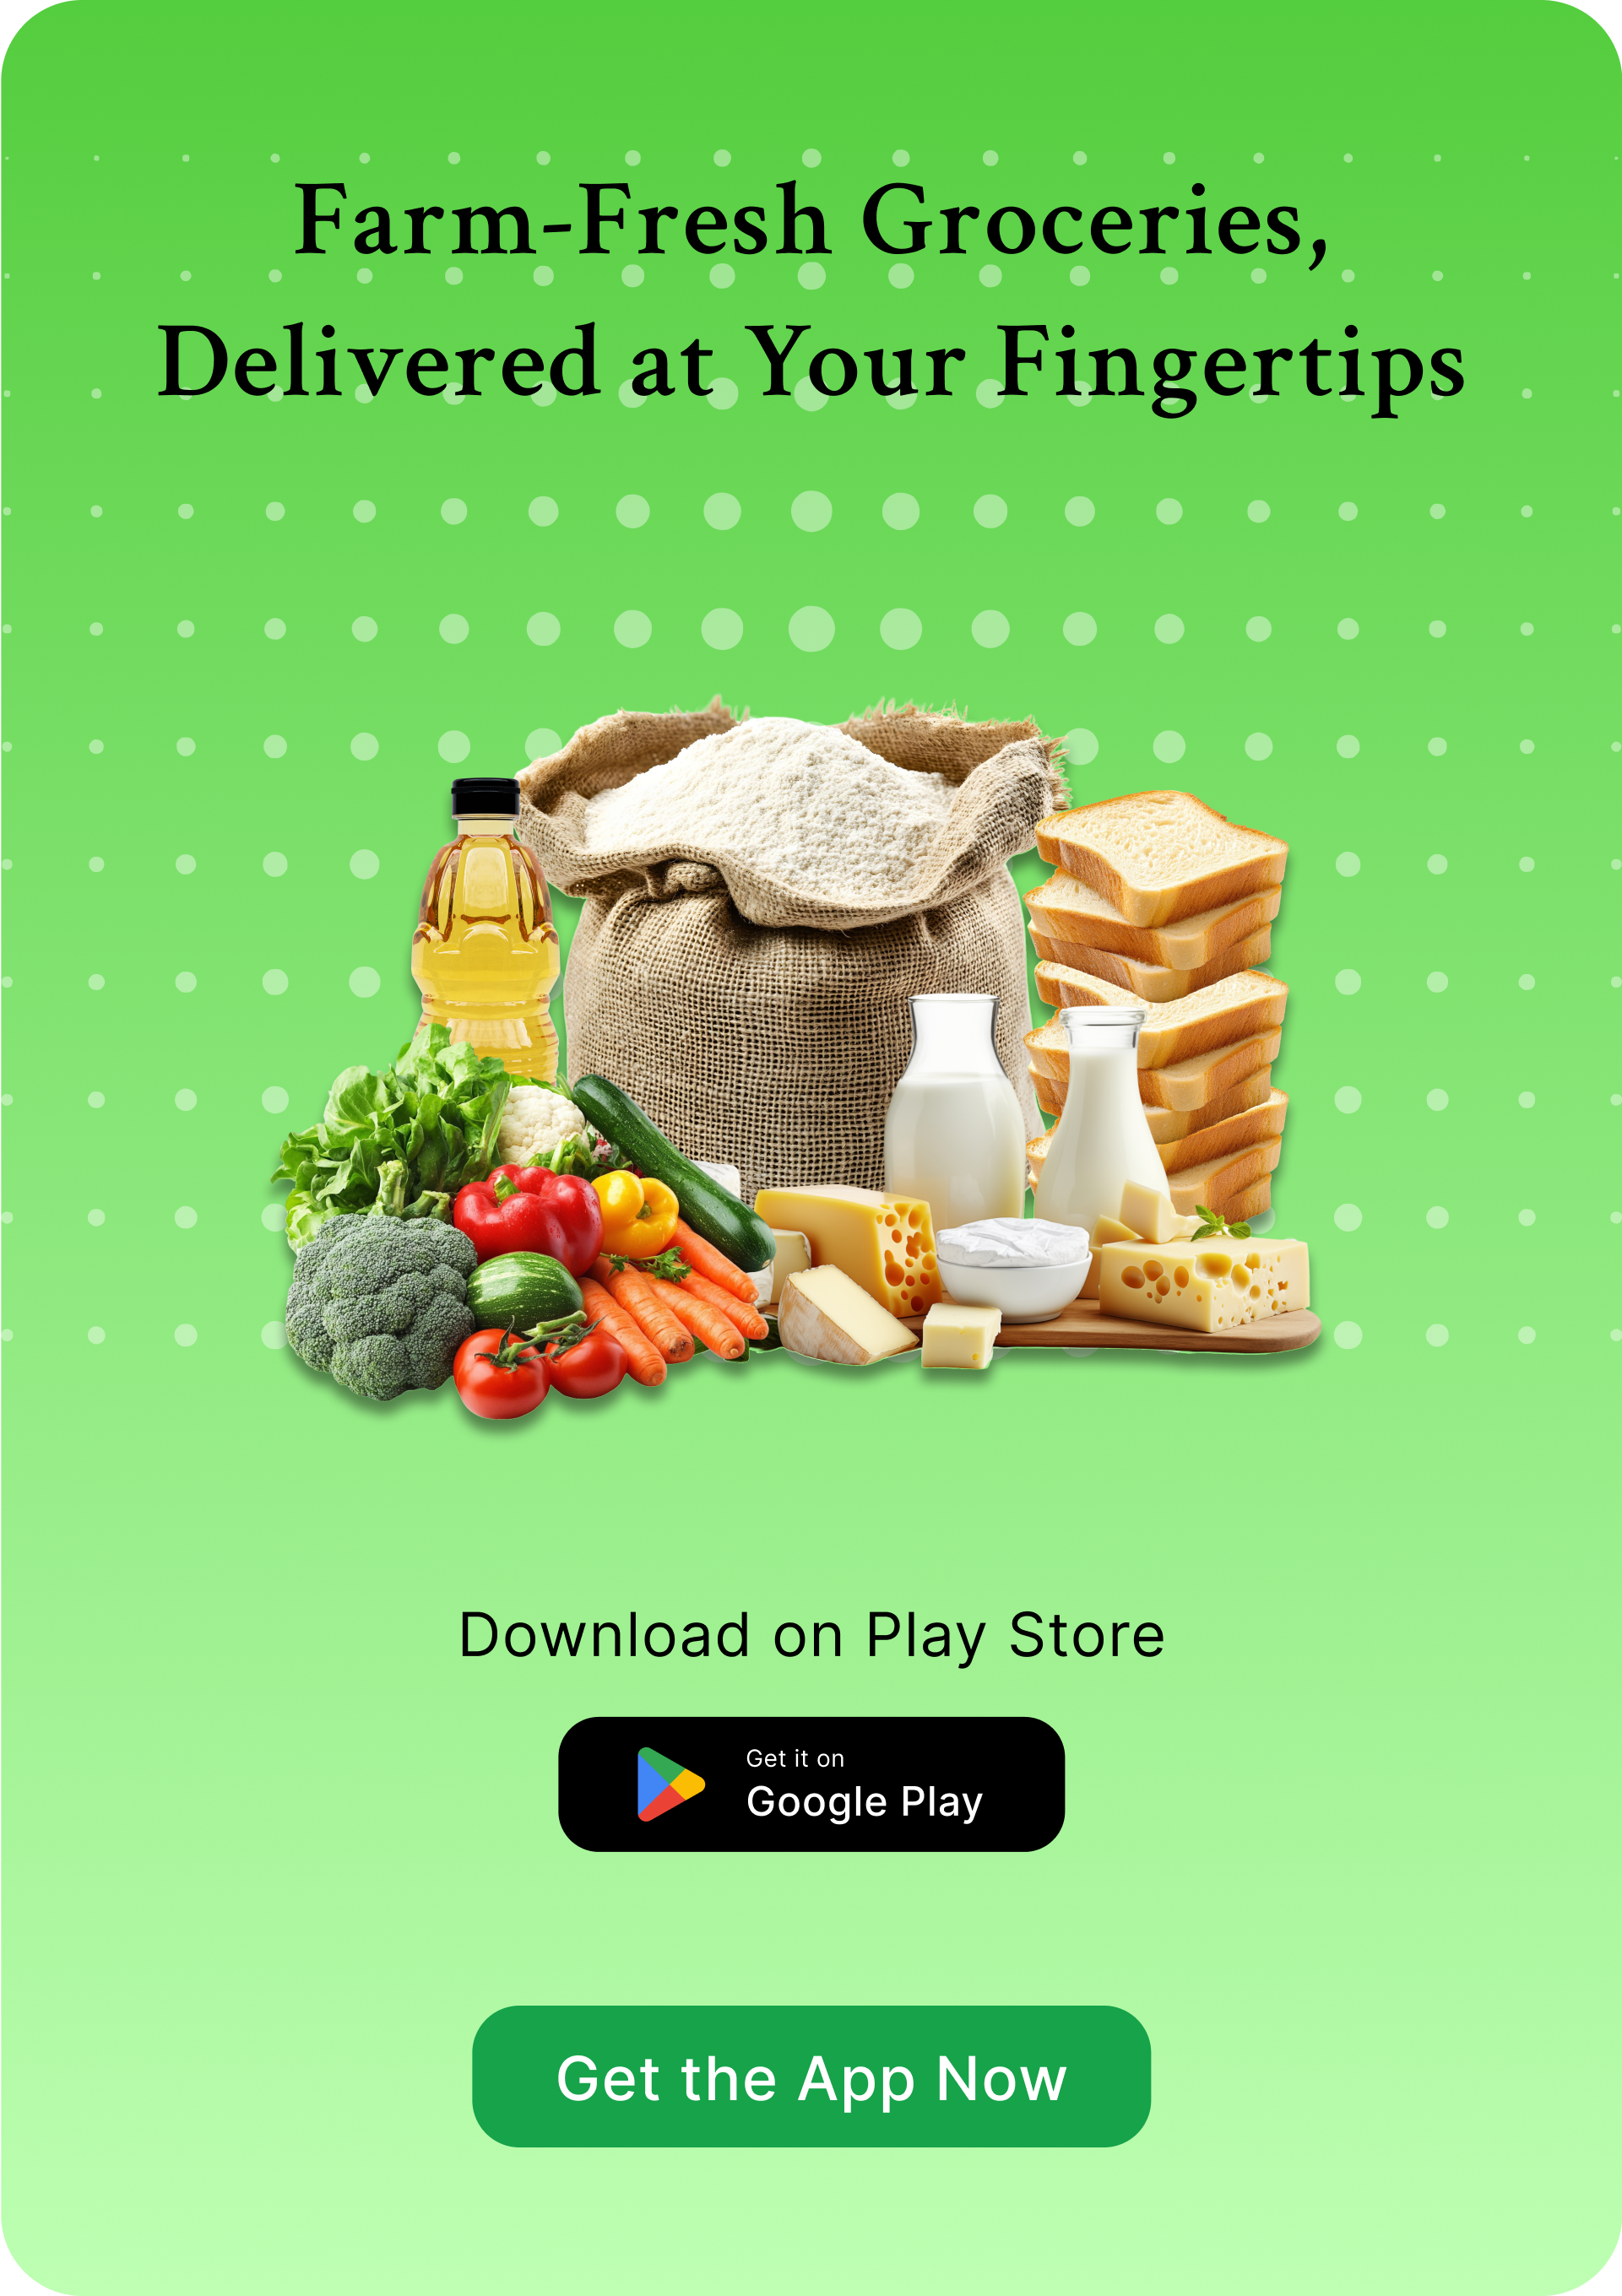 Farm-Fresh Groceries,
Delivered at Your Fingertips
Download on Play Store
Get it on
Google Play
Get the App Now